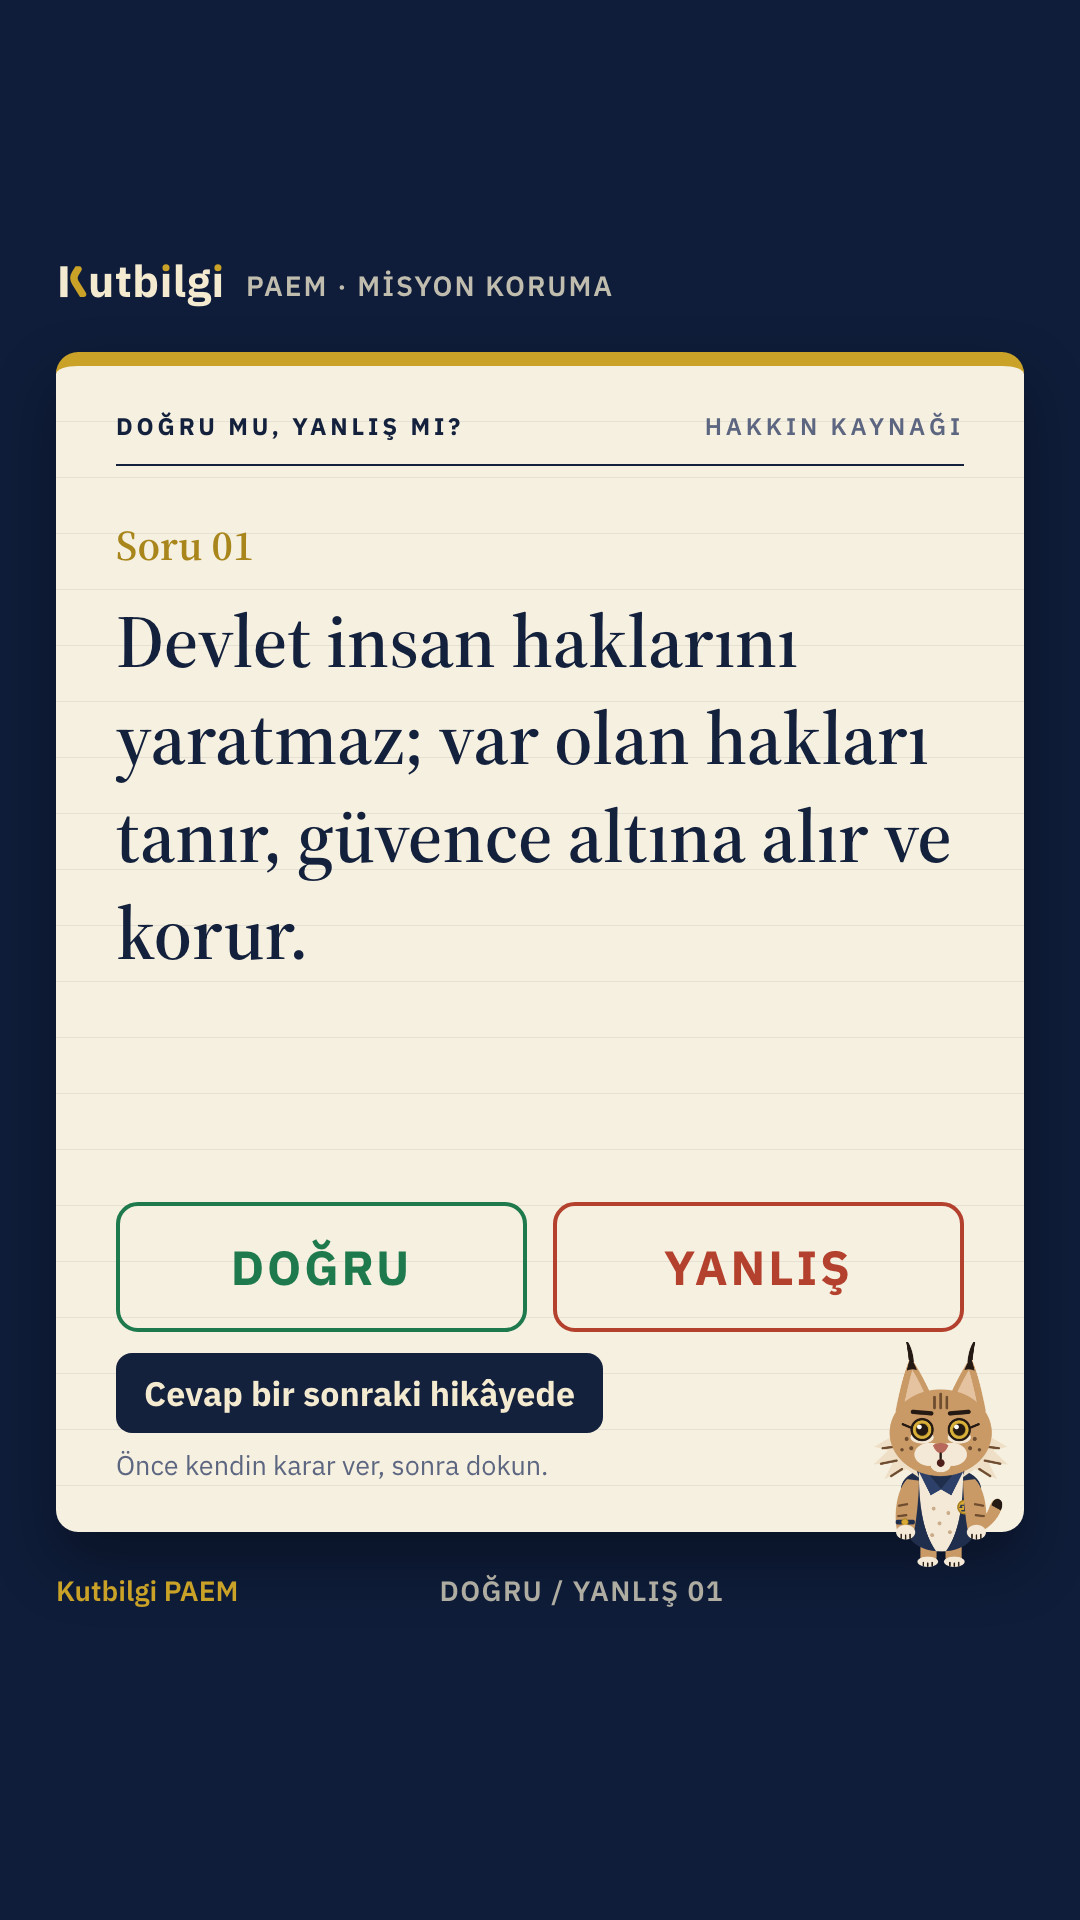 Kutbilgi PAEM · MİSYON KORUMA
DOĞRU MU, YANLIŞ MI? HAKKIN KAYNAĞI
Soru 01
Devlet insan haklarını
yaratmaz; var olan hakları
tanır, güvence altına alır ve
korur.
DOĞRU YANLIŞ
Cevap bir sonraki hikâyede
Önce kendin karar ver, sonra dokun.
Kutbilgi PAEM DOĞRU / YANLIŞ 01